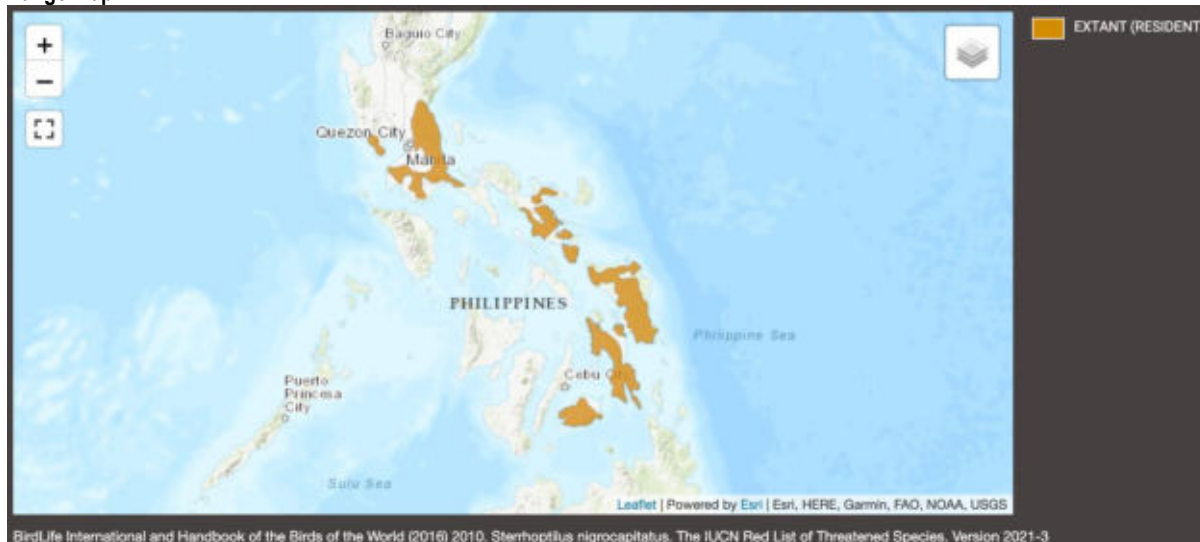 +
EXTANT (RESIDENT
−
Baguio City
Quezon City
Manila
PHILIPPINES
Philippine Sea
Cebu
Puerto
Princesa
City
Sulu Sea
Leaflet | Powered by Esri | Esri, HERE, Garmin, FAO, NOAA, USGS
BirdLife International and Handbook of the Birds of the World (2016) 2010. Sterrhoptilus nigrocapitatus. The IUCN Red List of Threatened Species. Version 2021-3